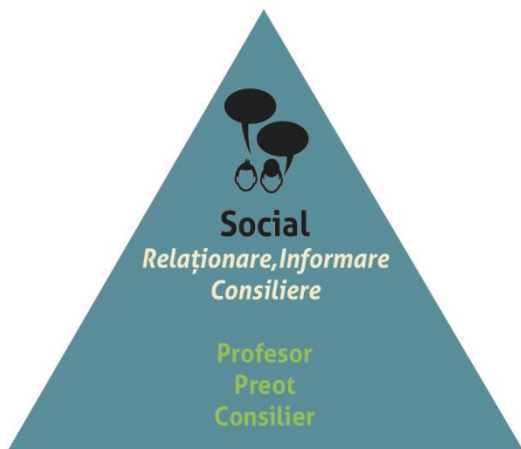 Social
Relaționare,Informare
Consiliere
Profesor
Preot
Consilier